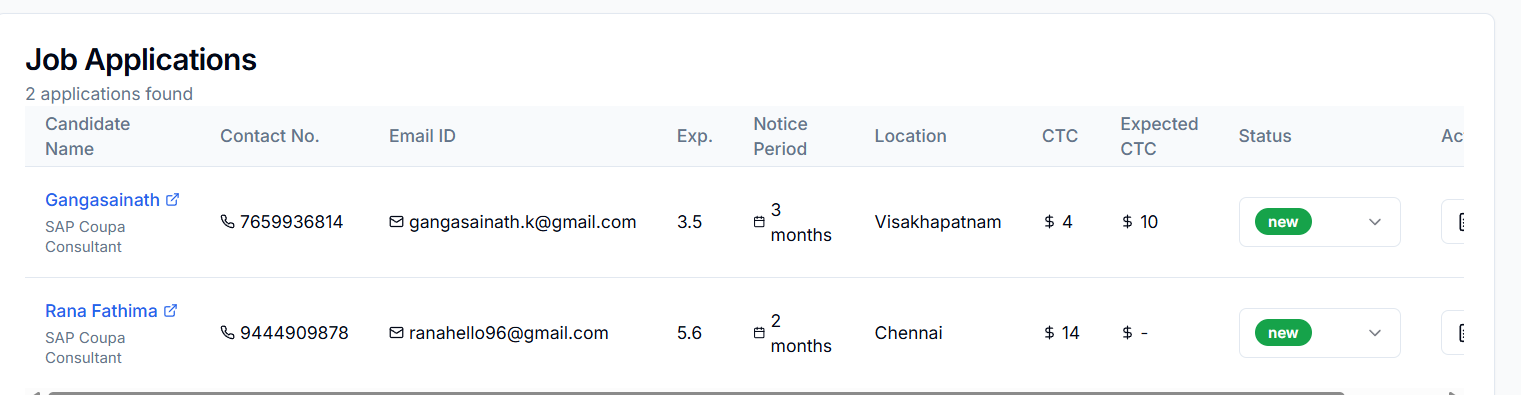 Job Applications
2 applications found
Candidate Name Contact No. Email ID Exp. Notice Period Location CTC Expected CTC Status
Gangasainath
SAP Coupa Consultant
7659936814
gangasainath.k@gmail.com
3.5
3 months
Visakhapatnam
$ 4
$ 10
new
Rana Fathima
SAP Coupa Consultant
9444909878
ranahello96@gmail.com
5.6
2 months
Chennai
$ 14
$ -
new